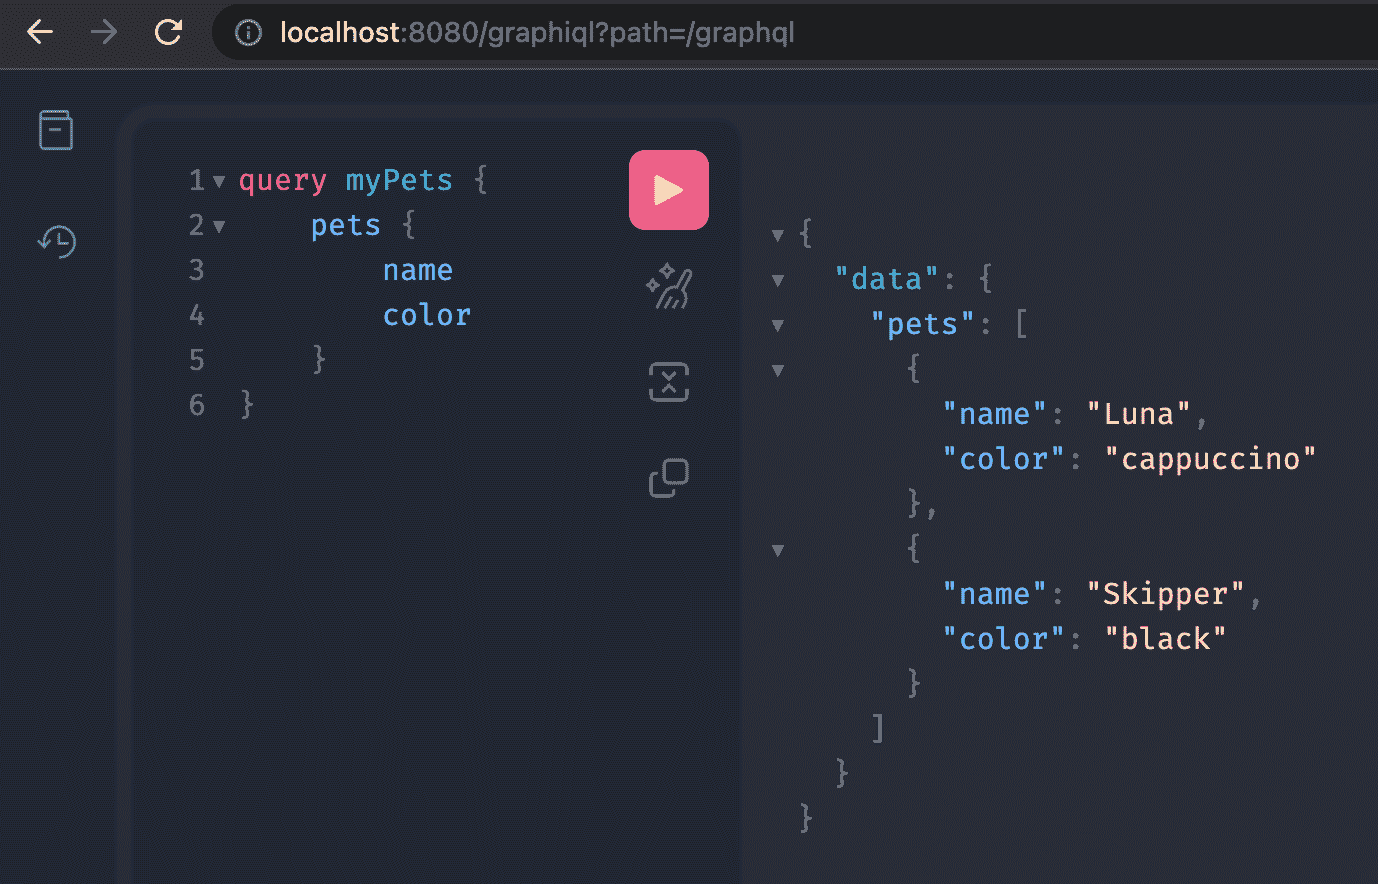 localhost:8080/graphiql?path=/graphql
1 query myPets {
2 pets {
3 name
4 color
5 }
6 }
{
"data": {
"pets": [
{
"name": "Luna",
"color": "cappuccino"
},
{
"name": "Skipper",
"color": "black"
}
]
}
}